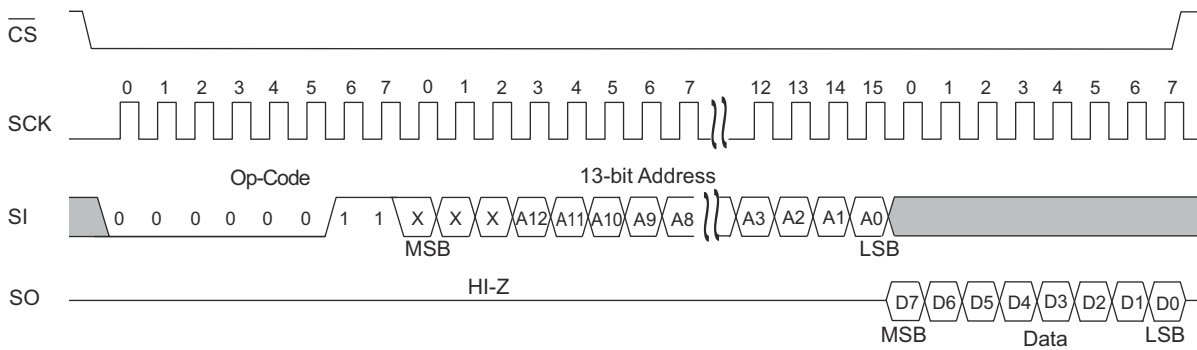 CS
0 1 2 3 4 5 6 7 0 1 2 3 4 5 6 7 12 13 14 15 0 1 2 3 4 5 6 7
SCK
Op-Code 13-bit Address
SI 0 0 0 0 0 0 1 1 X X X A12 A11 A10 A9 A8 A3 A2 A1 A0
MSB LSB
HI-Z
SO D7 D6 D5 D4 D3 D2 D1 D0
MSB Data LSB